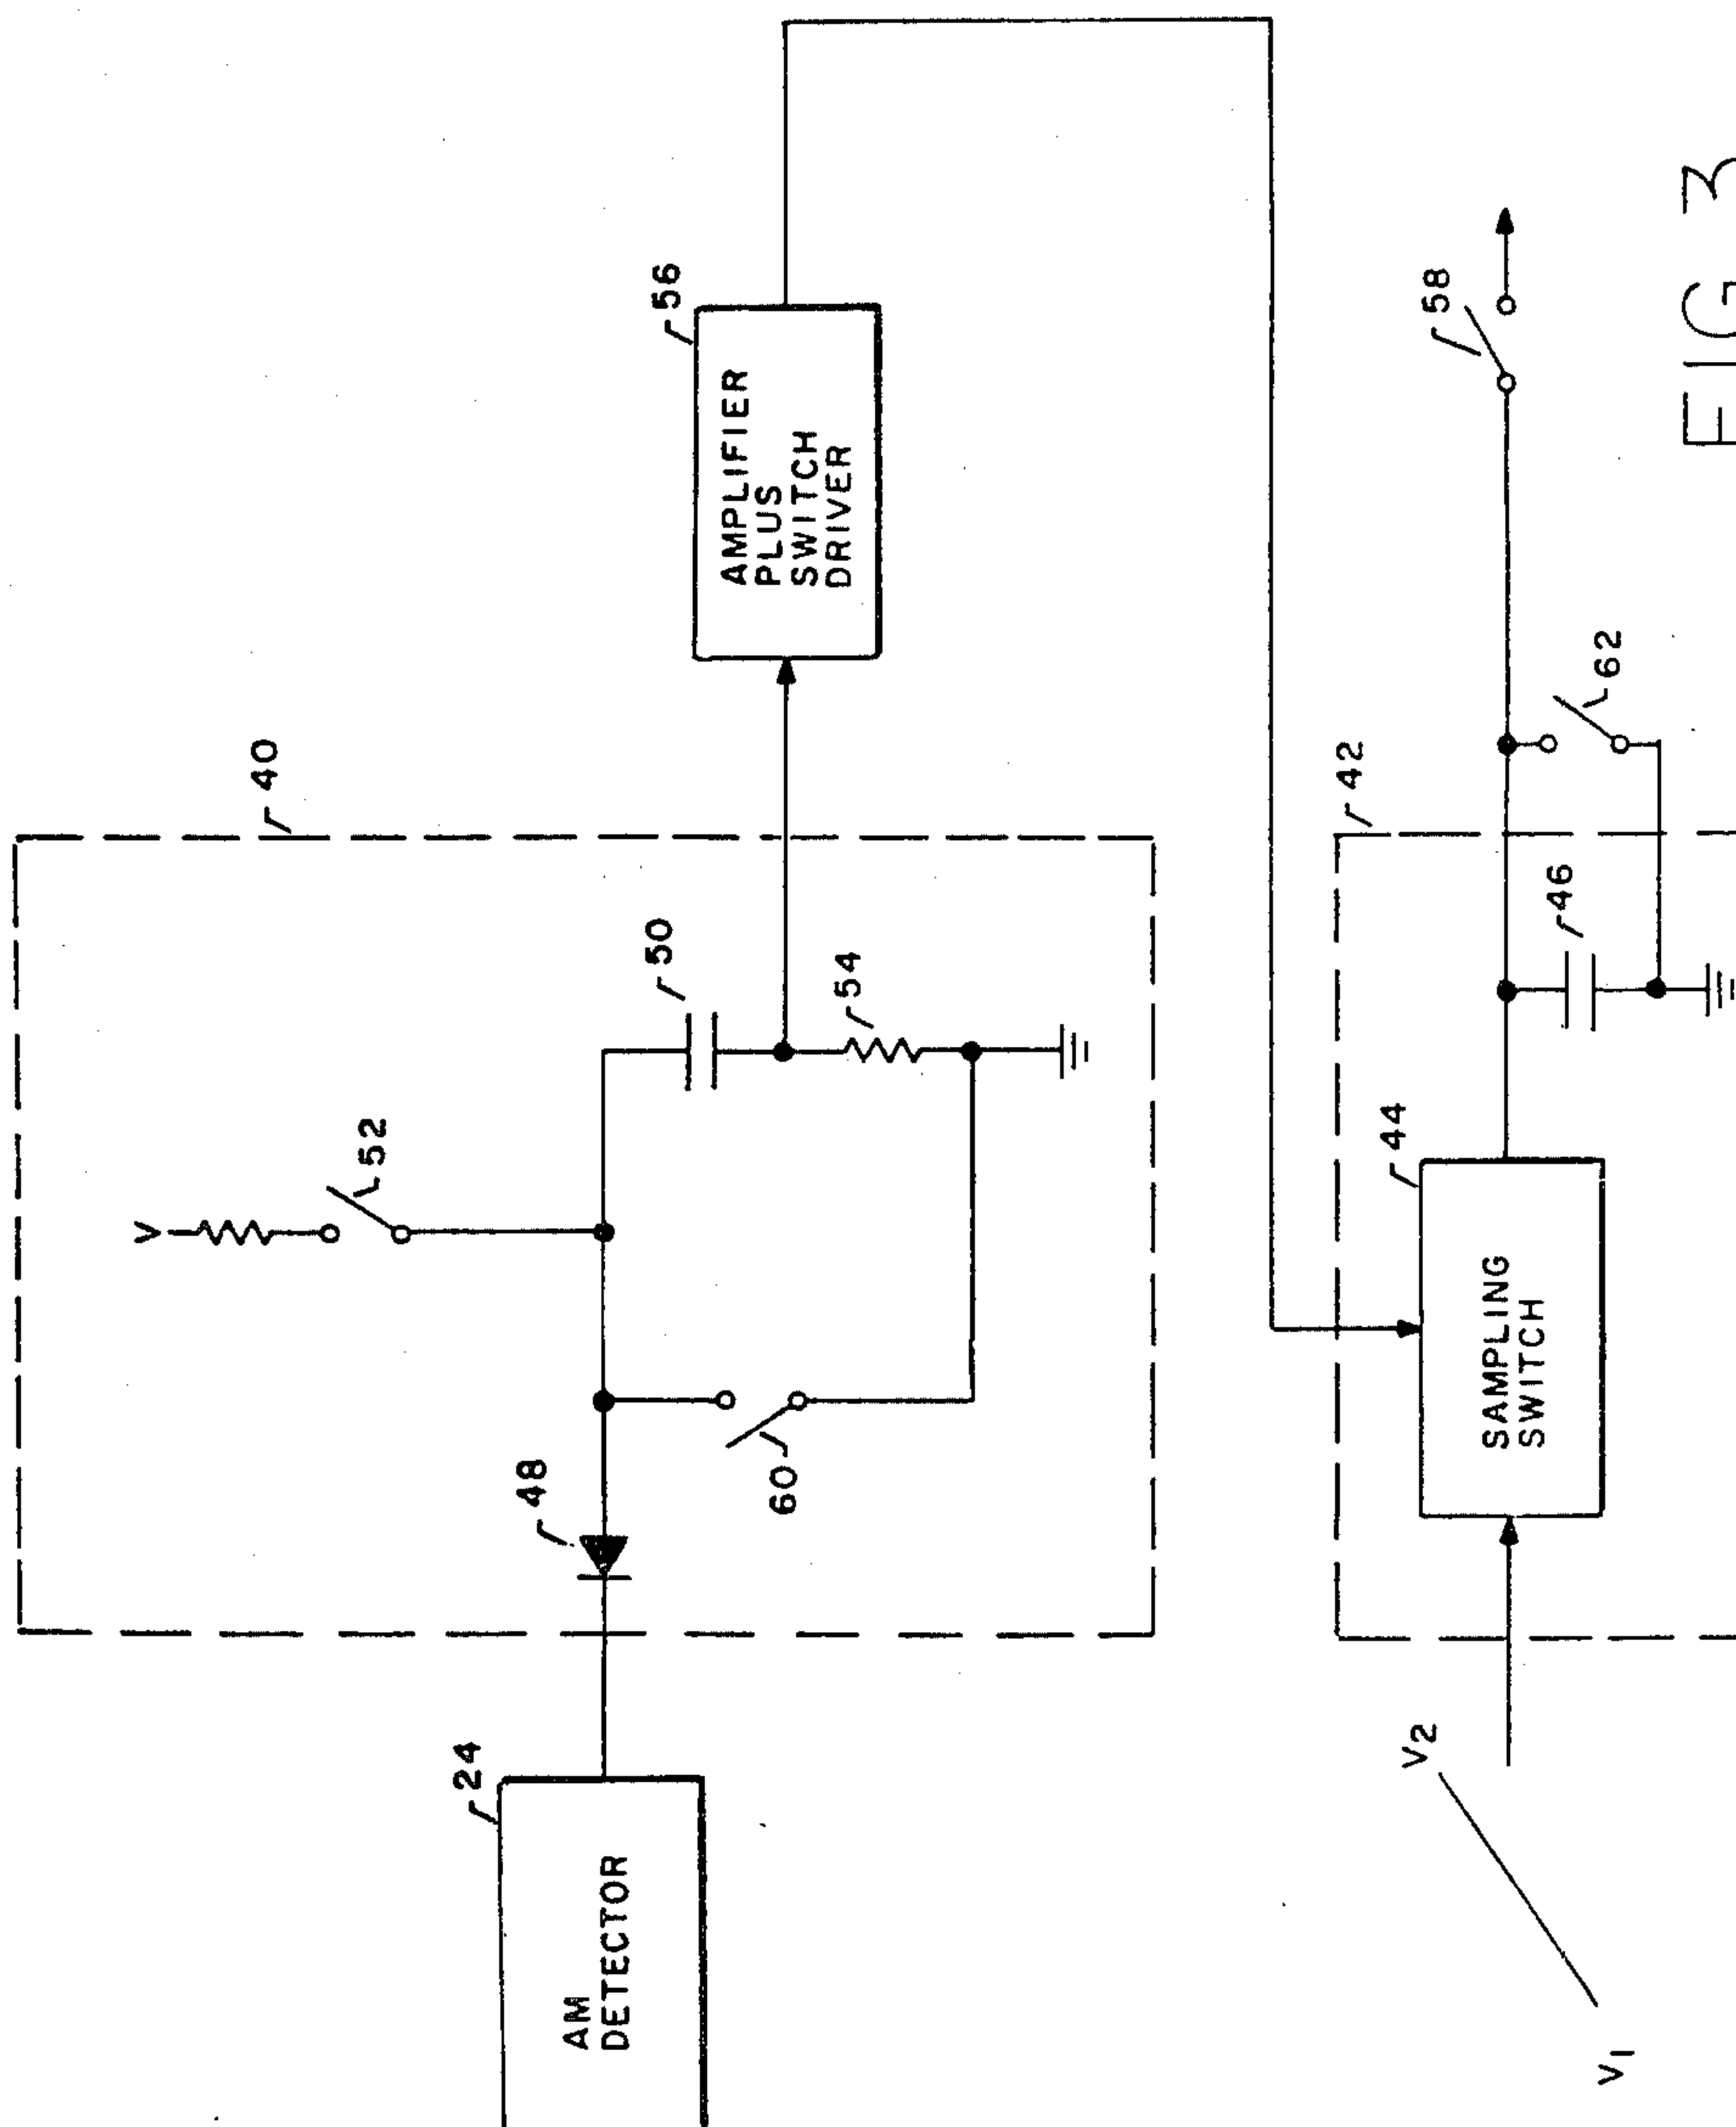 40
V
52
24
AM
DETECTOR
48
60
50
54
56
AMPLIFIER
PLUS
SWITCH
DRIVER
42
44
SAMPLING
SWITCH
46
62
58
V1
V2
FIG 3